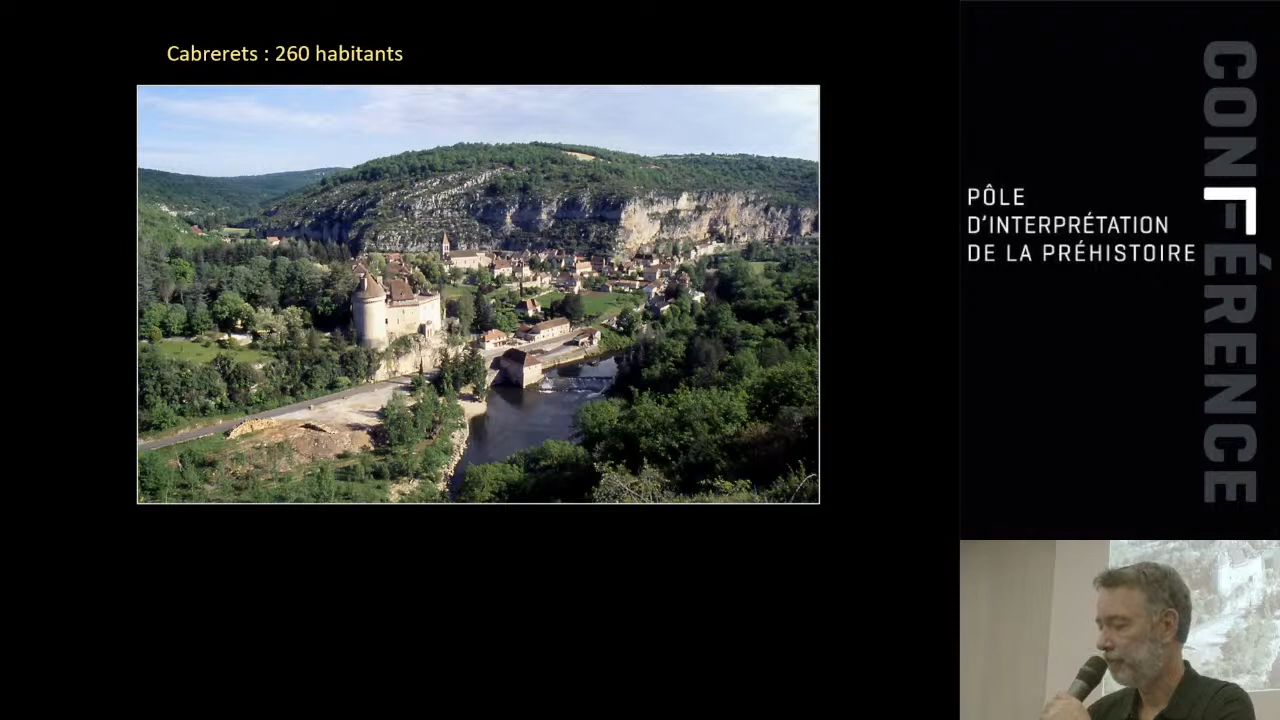 Cabrerets : 260 habitants
PÔLE
D'INTERPRÉTATION
DE LA PRÉHISTOIRE
CONFÉRENCE